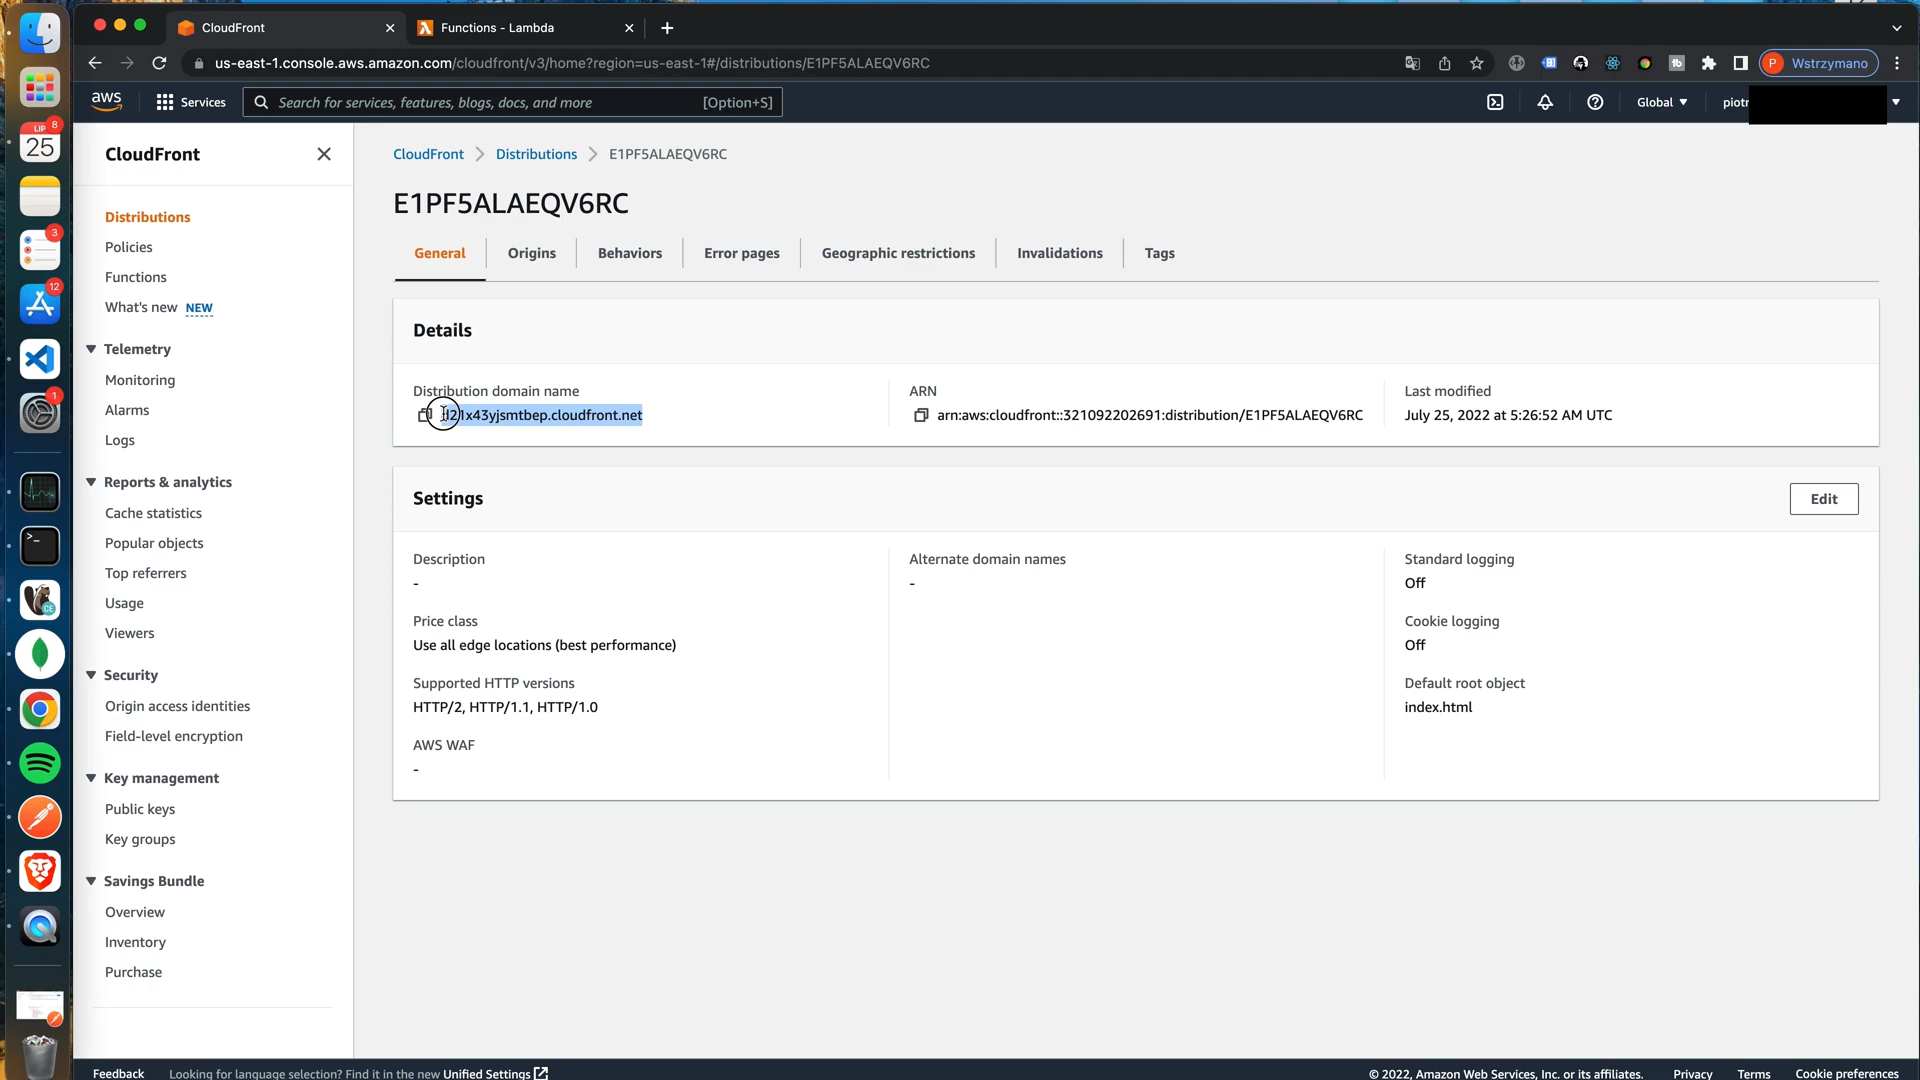 CloudFront
Functions - Lambda
us-east-1.console.aws.amazon.com/cloudfront/v3/home?region=us-east-1#/distributions/E1PF5ALAEQV6RC
P Wstrzymano
aws
Services
Search for services, features, blogs, docs, and more
[Option+S]
Global
piotr
CloudFront
Distributions
Policies
Functions
What's new NEW
Telemetry
Monitoring
Alarms
Logs
Reports & analytics
Cache statistics
Popular objects
Top referrers
Usage
Viewers
Security
Origin access identities
Field-level encryption
Key management
Public keys
Key groups
Savings Bundle
Overview
Inventory
Purchase
CloudFront
Distributions
E1PF5ALAEQV6RC
E1PF5ALAEQV6RC
General
Origins
Behaviors
Error pages
Geographic restrictions
Invalidations
Tags
Details
Distribution domain name
ARN
arn:aws:cloudfront::321092202691:distribution/E1PF5ALAEQV6RC
Last modified
July 25, 2022 at 5:26:52 AM UTC
Settings
Edit
Description
-
Price class
Use all edge locations (best performance)
Supported HTTP versions
HTTP/2, HTTP/1.1, HTTP/1.0
AWS WAF
-
Alternate domain names
-
Standard logging
Off
Cookie logging
Off
Default root object
index.html
LIP
25
8
3
12
1
CE
Feedback
Looking for language selection? Find it in the new Unified Settings
© 2022, Amazon Web Services, Inc. or its affiliates.
Privacy
Terms
Cookie preferences